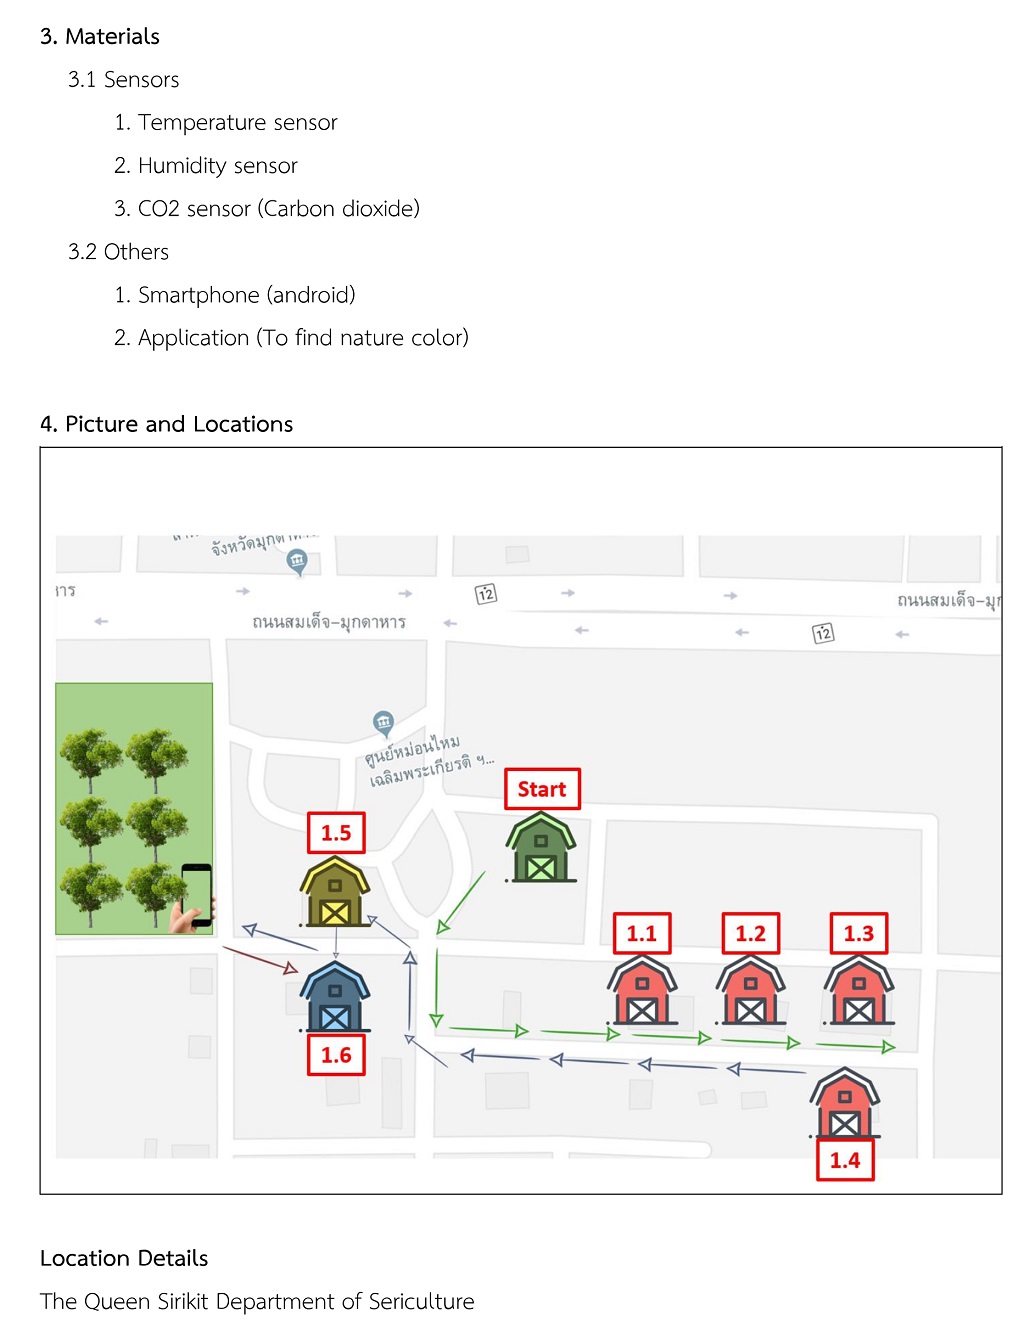 3. Materials
3.1 Sensors
1. Temperature sensor
2. Humidity sensor
3. CO2 sensor (Carbon dioxide)
3.2 Others
1. Smartphone (android)
2. Application (To find nature color)
4. Picture and Locations
จังหวัดมุกดาหาร
12
ถนนสมเด็จ-มุก
ถนนสมเด็จ-มุกดาหาร
12
ศูนย์หม่อนไหม
เฉลิมพระเกียรติ ฯ...
Start
1.5
1.1
1.2
1.3
1.6
1.4
Location Details
The Queen Sirikit Department of Sericulture